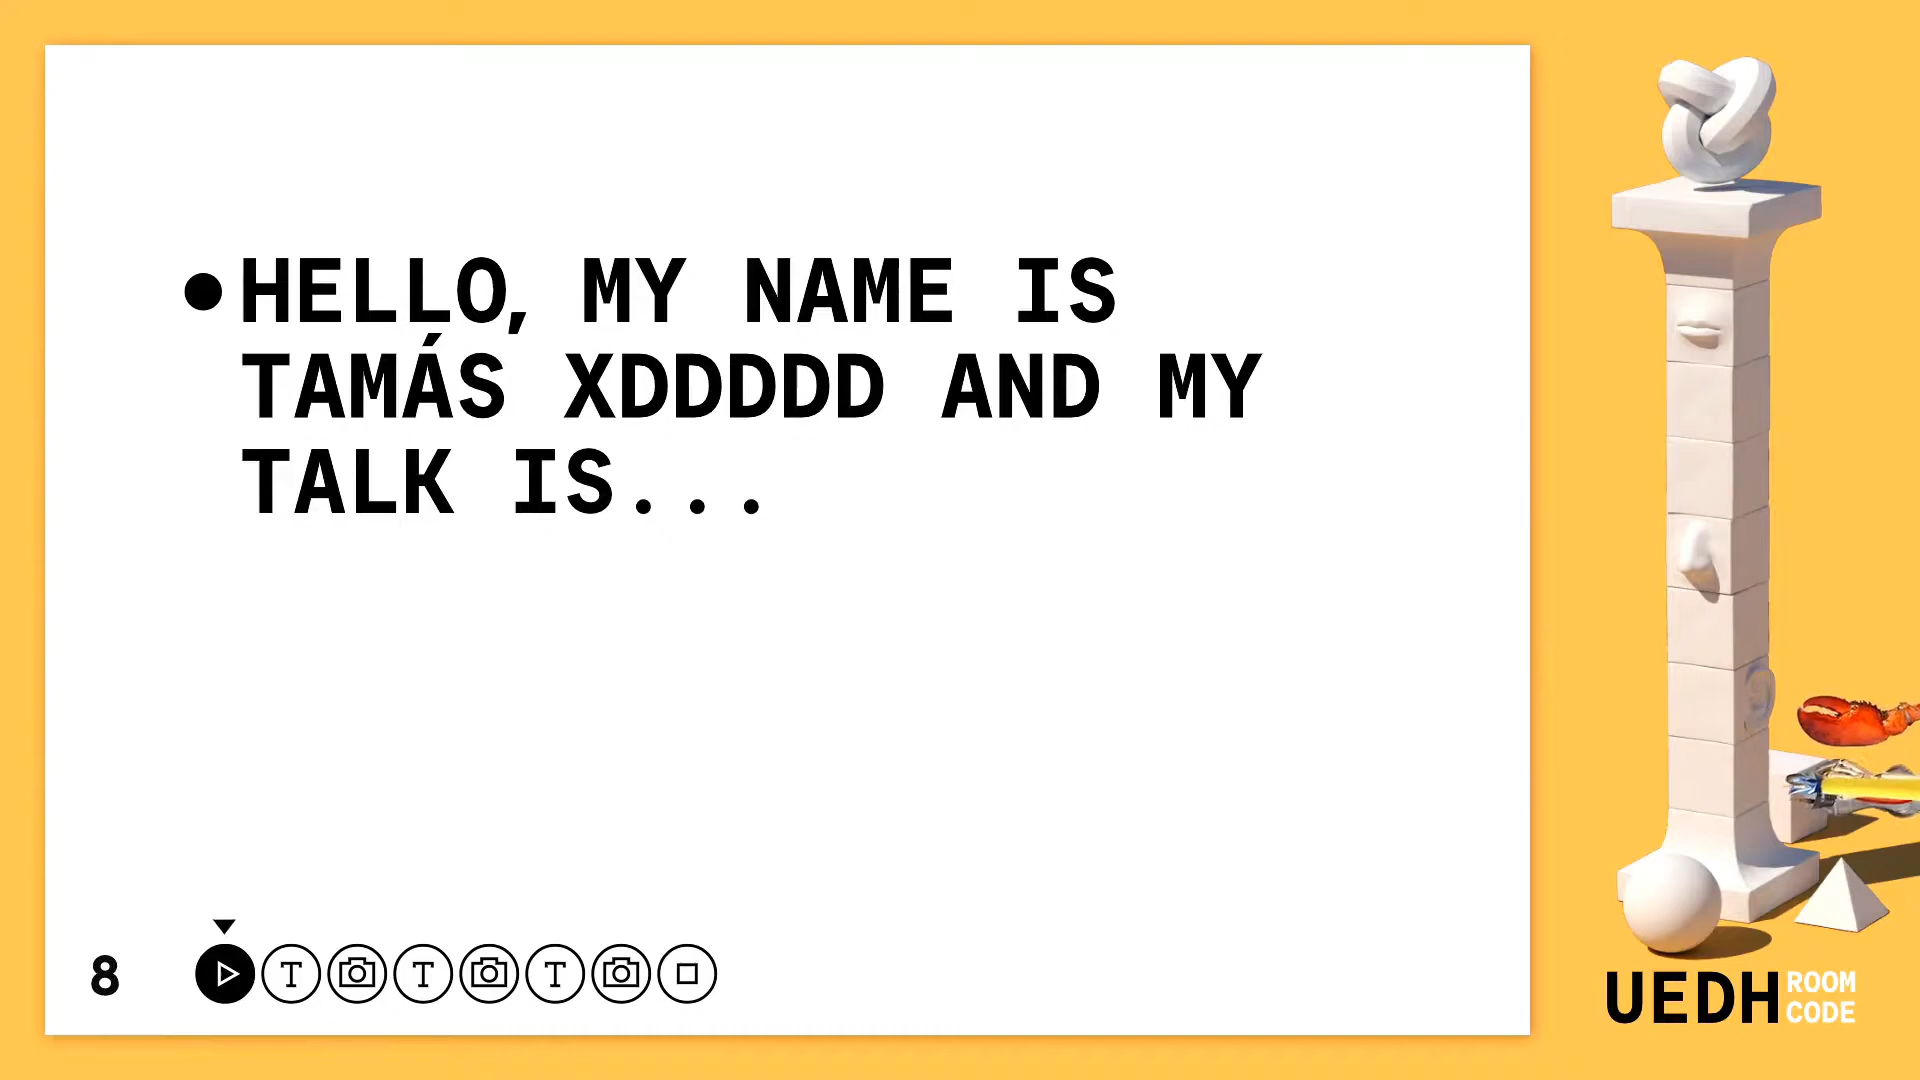 •HELLO, MY NAME IS
TAMÁS XDDDDD AND MY
TALK IS...
8
T T T
UEDH ROOM
CODE